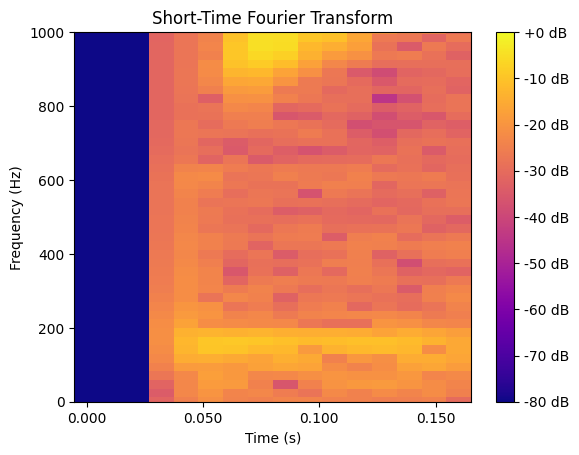 Short-Time Fourier Transform
1000
800
600
400
200
0
Frequency (Hz)
0.000
0.050
0.100
0.150
Time (s)
+0 dB
-10 dB
-20 dB
-30 dB
-40 dB
-50 dB
-60 dB
-70 dB
-80 dB